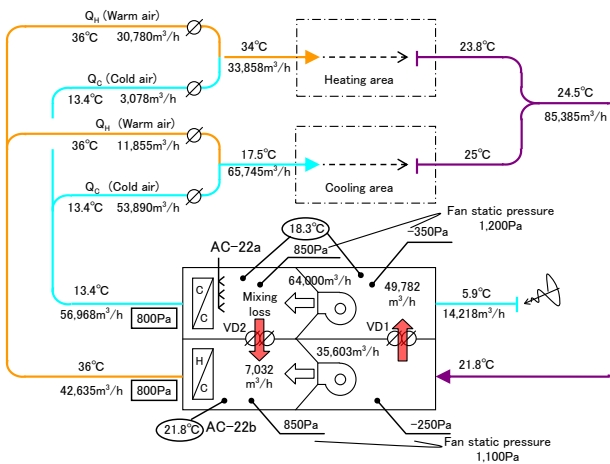 Q_H (Warm air)
36℃ 30,780m³/h
Q_C (Cold air)
13.4℃ 3,078m³/h
Q_H (Warm air)
36℃ 11,855m³/h
Q_C (Cold air)
13.4℃ 53,890m³/h
34℃
33,858m³/h
Heating area
23.8℃
24.5℃
85,385m³/h
17.5℃
65,745m³/h
Cooling area
25℃
Fan static pressure
1,200Pa
18.3℃
-350Pa
AC-22a
850Pa
64,000m³/h
49,782
m³/h
C
C
Mixing
loss
13.4℃
56,968m³/h
800Pa
VD2
VD1
5.9℃
14,218m³/h
H
C
35,603m³/h
7,032
m³/h
36℃
42,635m³/h
800Pa
21.8℃
21.8℃
AC-22b
850Pa
-250Pa
Fan static pressure
1,100Pa